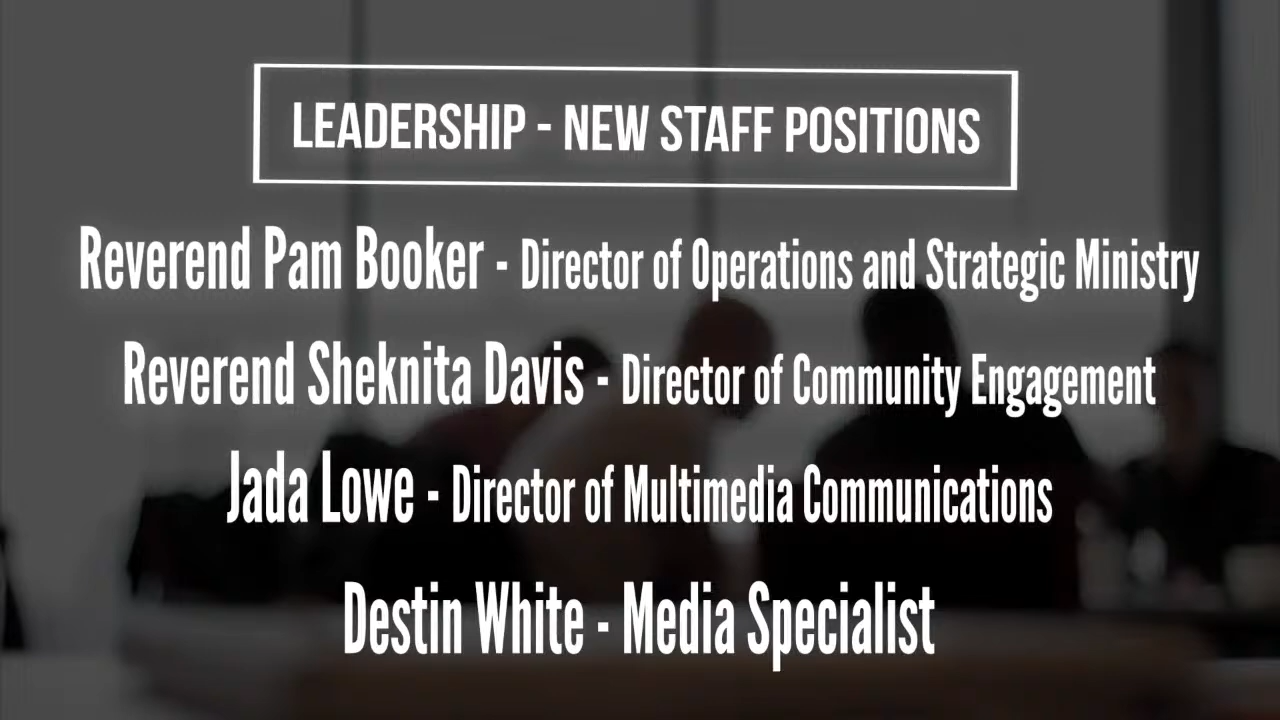 LEADERSHIP - NEW STAFF POSITIONS
Reverend Pam Booker - Director of Operations and Strategic Ministry
Reverend Sheknita Davis - Director of Community Engagement
Jada Lowe - Director of Multimedia Communications
Destin White - Media Specialist